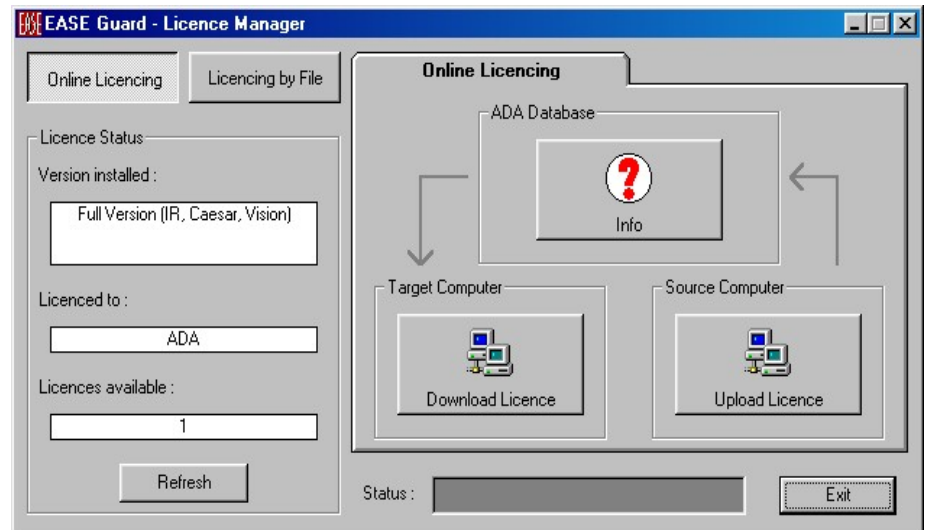 EASE Guard - Licence Manager
Online Licencing
Licencing by File
Licence Status
Version installed :
Full Version (IR, Caesar, Vision)
Licenced to :
ADA
Licences available :
1
Refresh
Online Licencing
ADA Database
?
Info
Target Computer
Download Licence
Source Computer
Upload Licence
Status :
Exit